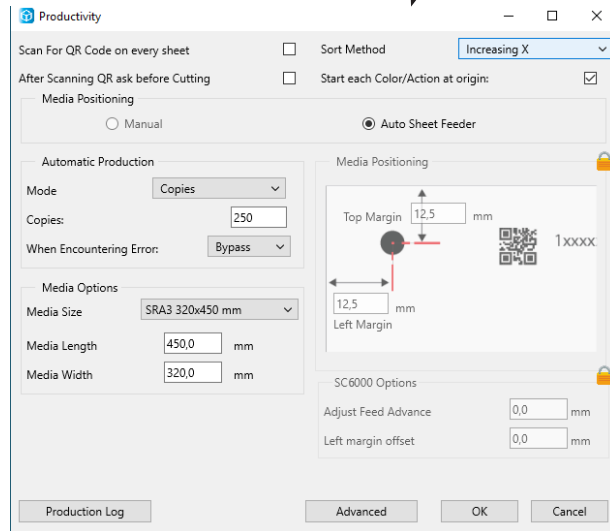 Productivity
Scan For QR Code on every sheet
Sort Method Increasing X
After Scanning QR ask before Cutting
Start each Color/Action at origin:
Media Positioning
Manual Auto Sheet Feeder
Automatic Production
Mode Copies
Copies: 250
When Encountering Error: Bypass
Media Options
Media Size SRA3 320x450 mm
Media Length 450,0 mm
Media Width 320,0 mm
Media Positioning
Top Margin 12,5 mm
1xxxx
12,5 mm
Left Margin
SC6000 Options
Adjust Feed Advance 0,0 mm
Left margin offset 0,0 mm
Production Log Advanced OK Cancel